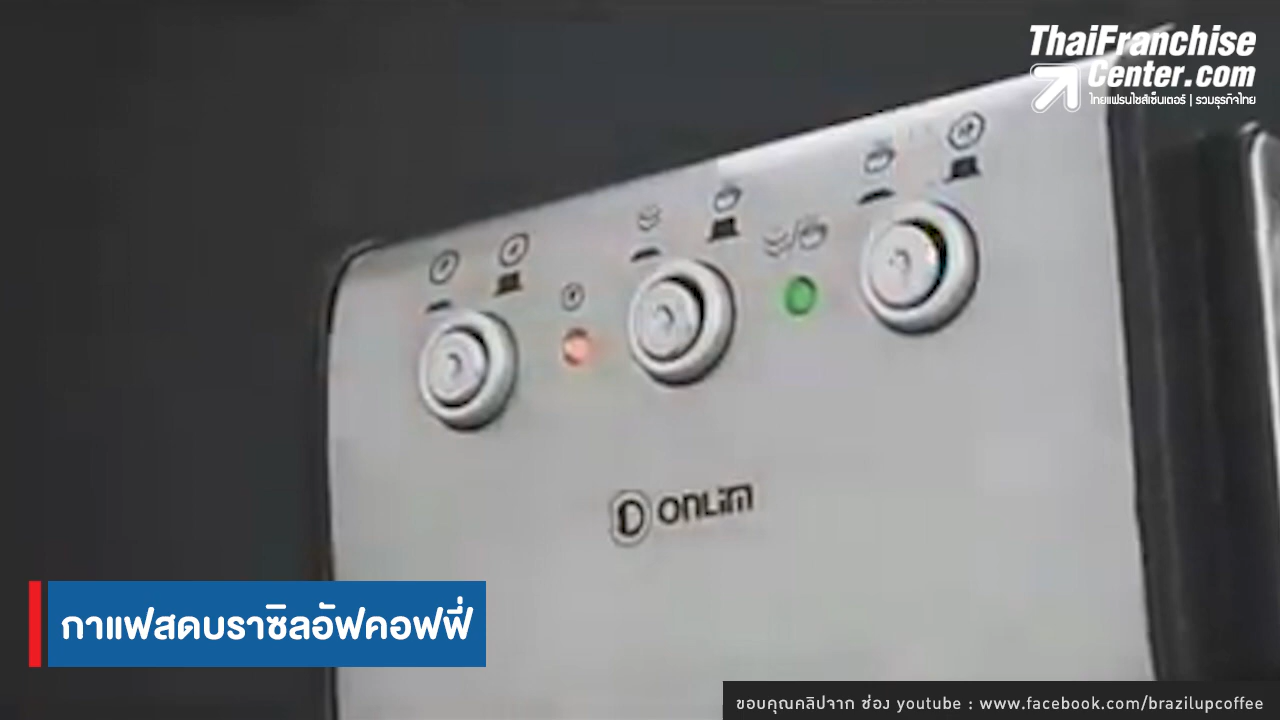 ThaiFranchise
Center.com
ไทยแฟรนไชส์เซ็นเตอร์ | รวมธุรกิจไทย
DONLIM
กาแฟสดบราซิลอัฟคอฟฟี่
ขอบคุณคลิปจาก ช่อง youtube : www.facebook.com/brazilupcoffee